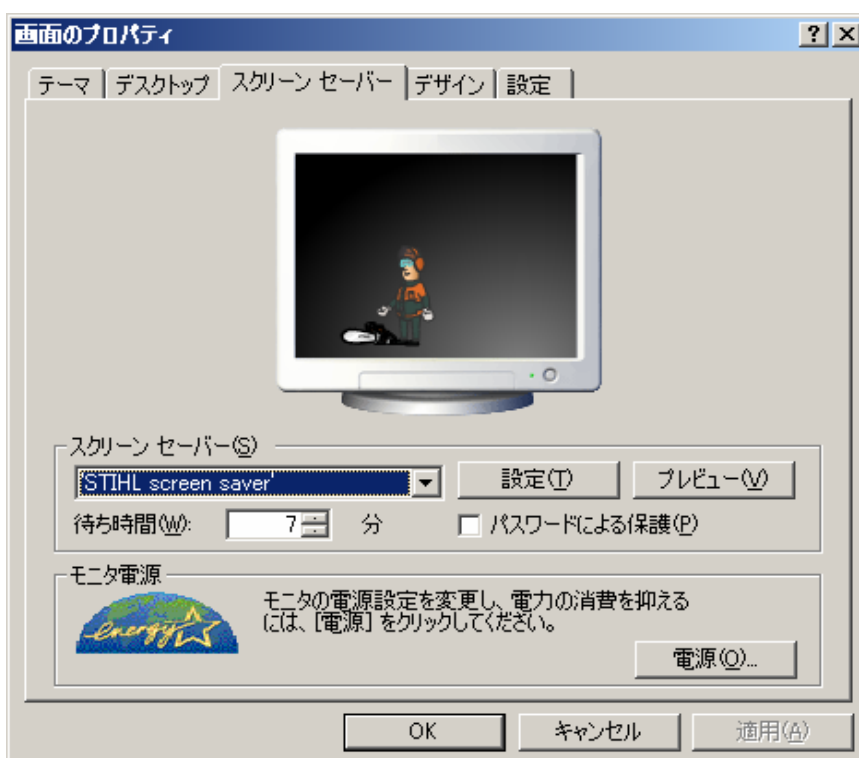 画面のプロパティ
テーマ デスクトップ スクリーン セーバー デザイン 設定
スクリーン セーバー(S)
STIHL screen saver 設定(T) プレビュー(V)
待ち時間(W): 7 分 パスワードによる保護(P)
モニタ電源
energy
モニタの電源設定を変更し、電力の消費を抑える
には、[電源] をクリックしてください。
電源(O)...
OK キャンセル 適用(A)